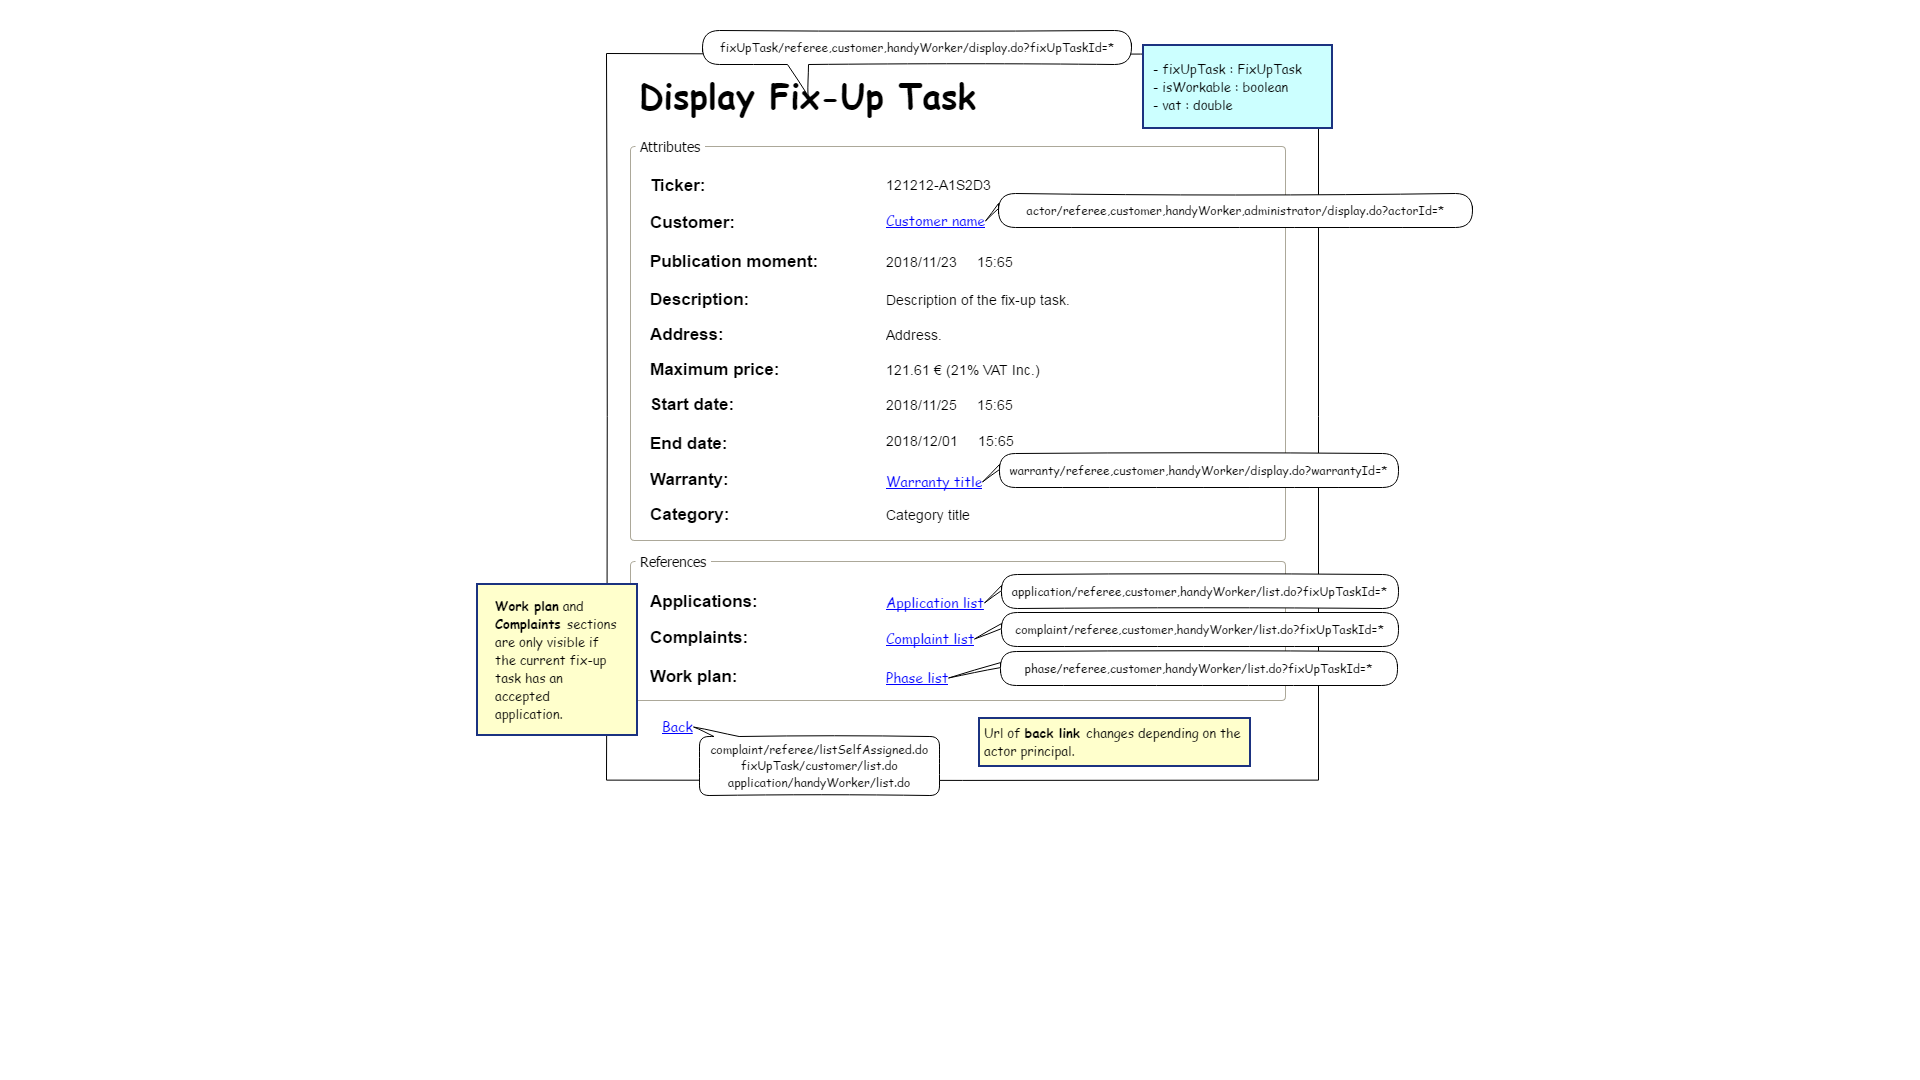 fixUpTask/referee,customer,handyWorker/display.do?fixUpTaskId=*
- fixUpTask : FixUpTask
- isWorkable : boolean
- vat : double
Display Fix-Up Task
Attributes
Ticker: 121212-A1S2D3
Customer: Customer name
actor/referee,customer,handyWorker,administrator/display.do?actorId=*
Publication moment: 2018/11/23 15:65
Description: Description of the fix-up task.
Address: Address.
Maximum price: 121.61 € (21% VAT Inc.)
Start date: 2018/11/25 15:65
End date: 2018/12/01 15:65
Warranty: Warranty title
warranty/referee,customer,handyWorker/display.do?warrantyId=*
Category: Category title
References
Applications: Application list
application/referee,customer,handyWorker/list.do?fixUpTaskId=*
Complaints: Complaint list
complaint/referee,customer,handyWorker/list.do?fixUpTaskId=*
Work plan: Phase list
phase/referee,customer,handyWorker/list.do?fixUpTaskId=*
Work plan and
Complaints sections
are only visible if
the current fix-up
task has an
accepted
application.
Back
complaint/referee/listSelfAssigned.do
fixUpTask/customer/list.do
application/handyWorker/list.do
Url of back link changes depending on the
actor principal.